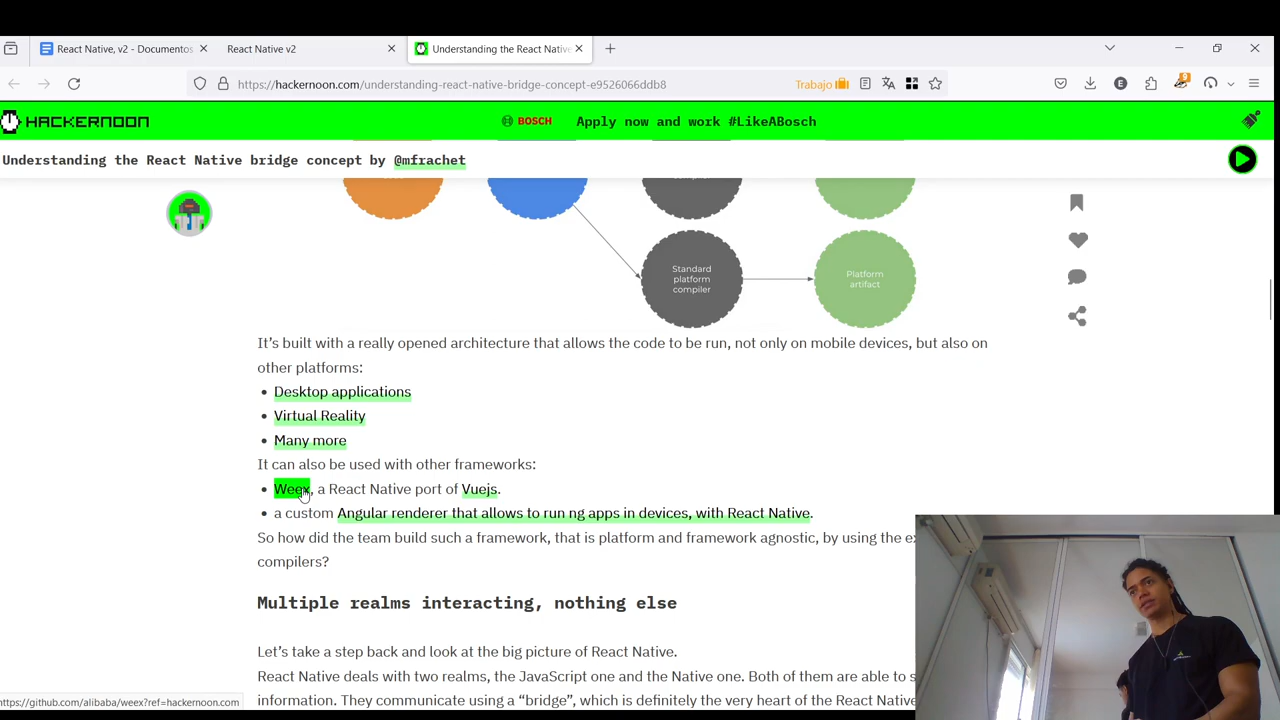 React Native, v2 - Documentos
React Native v2
Understanding the React Native
https://hackernoon.com/understanding-react-native-bridge-concept-e9526066ddb8
Trabajo
E
9
HACKERNOON
BOSCH
Apply now and work #LikeABosch
Understanding the React Native bridge concept by @mfrachet
Standard
platform
compiler
Platform
artifact
It’s built with a really opened architecture that allows the code to be run, not only on mobile devices, but also on
other platforms:
Desktop applications
Virtual Reality
Many more
It can also be used with other frameworks:
Weex, a React Native port of Vuejs.
a custom Angular renderer that allows to run ng apps in devices, with React Native.
So how did the team build such a framework, that is platform and framework agnostic, by using the
compilers?
Multiple realms interacting, nothing else
Let’s take a step back and look at the big picture of React Native.
React Native deals with two realms, the JavaScript one and the Native one. Both of them are able to
information. They communicate using a “bridge”, which is definitely the very heart of the React Native
https://github.com/alibaba/weex?ref=hackernoon.com